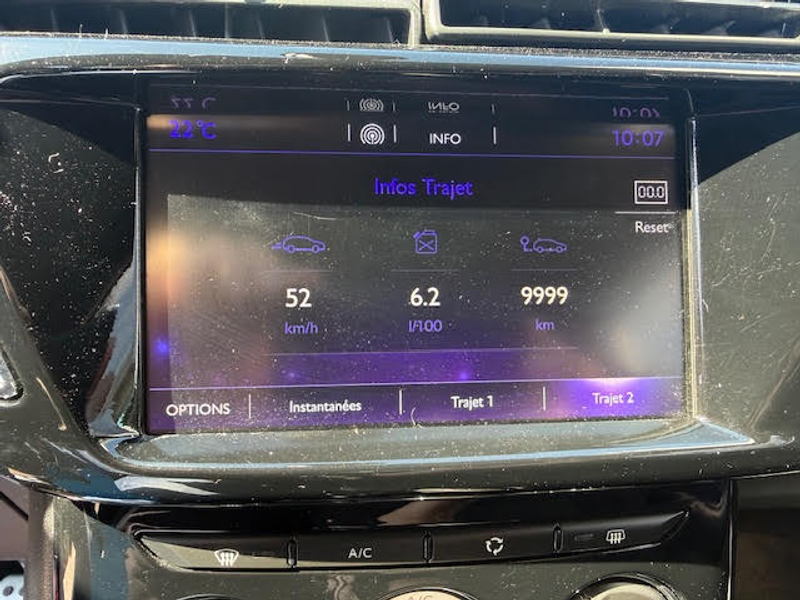 22°C INFO 10:07
Infos Trajet
00.0
Reset
52 6.2 9999
km/h l/100 km
OPTIONS Instantanées Trajet 1 Trajet 2
A/C
A/C